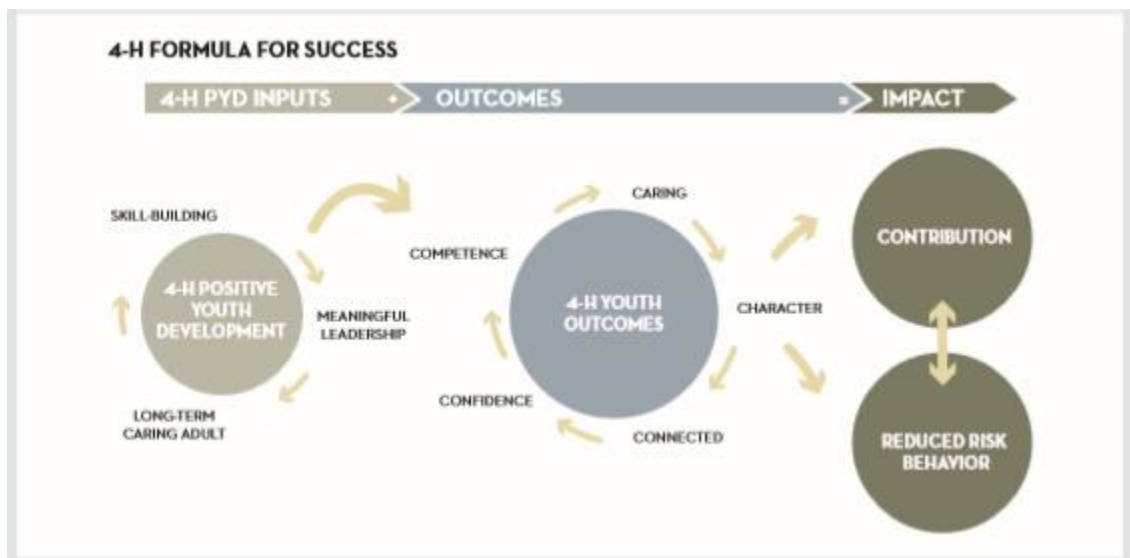 4-H FORMULA FOR SUCCESS
4-H PYD INPUTS + OUTCOMES = IMPACT
SKILL-BUILDING
4-H POSITIVE
YOUTH
DEVELOPMENT
MEANINGFUL
LEADERSHIP
LONG-TERM
CARING ADULT
CARING
COMPETENCE
4-H YOUTH
OUTCOMES
CHARACTER
CONFIDENCE
CONNECTED
CONTRIBUTION
REDUCED RISK
BEHAVIOR